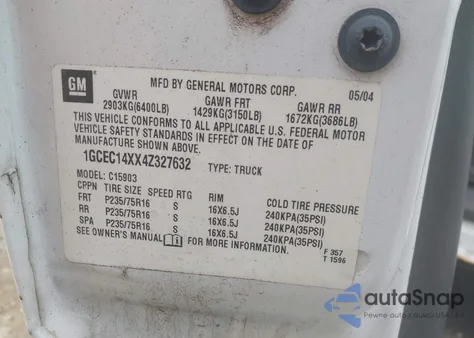 GM
MFD BY GENERAL MOTORS CORP. 05/04
GVWR GAWR FRT GAWR RR
2903KG(6400LB) 1429KG(3150LB) 1672KG(3686LB)
THIS VEHICLE CONFORMS TO ALL APPLICABLE U.S. FEDERAL MOTOR
VEHICLE SAFETY STANDARDS IN EFFECT ON THE DATE OF
MANUFACTURE SHOWN ABOVE.
1GCEC14XX4Z327632 TYPE: TRUCK
MODEL: C15903
CPPN TIRE SIZE SPEED RTG RIM COLD TIRE PRESSURE
FRT P235/75R16 S 16X6.5J 240KPA(35PSI)
RR P235/75R16 S 16X6.5J 240KPA(35PSI)
SPA P235/75R16 S 16X6.5J 240KPA(35PSI)
SEE OWNER'S MANUAL FOR MORE INFORMATION.
F 357
T 1596
autoSnap
Pewne auto z USA